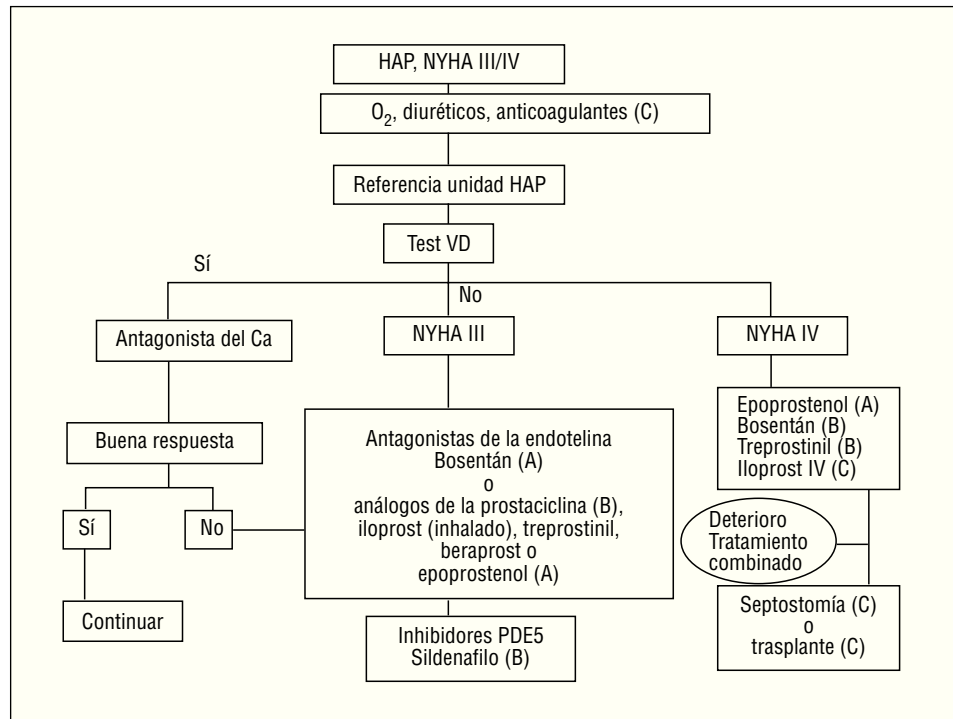 HAP, NYHA III/IV
O₂, diuréticos, anticoagulantes (C)
Referencia unidad HAP
Test VD
Sí
No
Antagonista del Ca
NYHA III
NYHA IV
Buena respuesta
Sí
No
Continuar
Antagonistas de la endotelina
Bosentán (A)
o
análogos de la prostaciclina (B),
iloprost (inhalado), treprostinil,
beraprost o
epoprostenol (A)
Inhibidores PDE5
Sildenafilo (B)
Epoprostenol (A)
Bosentán (B)
Treprostinil (B)
Iloprost IV (C)
Deterioro
Tratamiento
combinado
Septostomía (C)
o
trasplante (C)